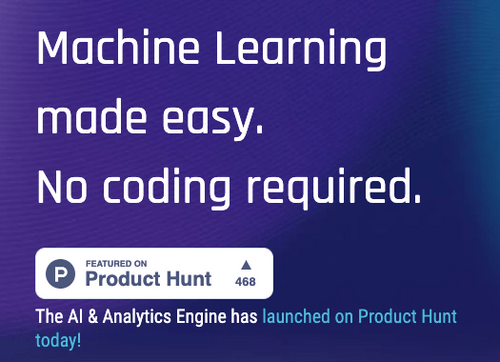 Machine Learning
made easy.
No coding required.
P
FEATURED ON
Product Hunt
▲
468
The AI & Analytics Engine has launched on Product Hunt
today!